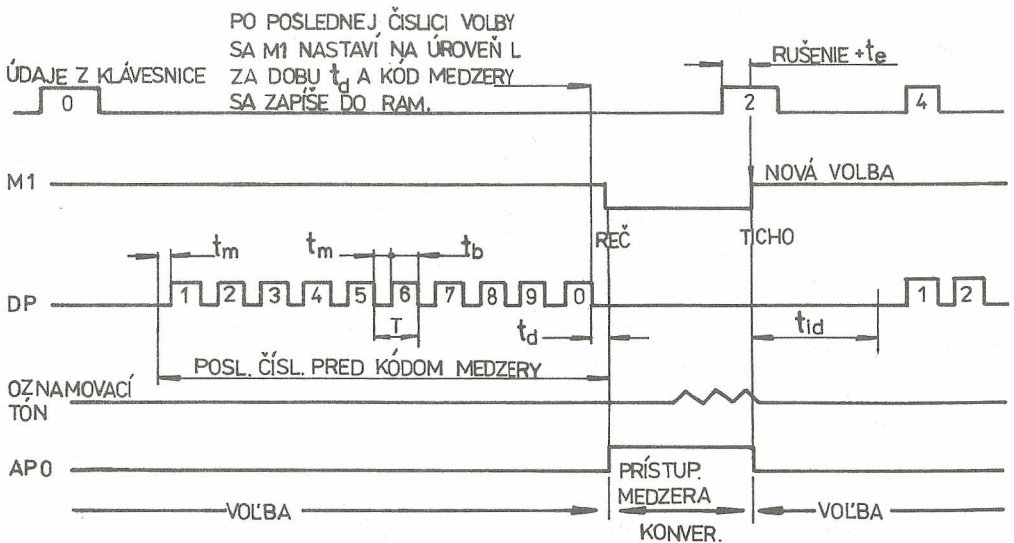 PO POSLEDNEJ ČISLICI VOLBY
SA M1 NASTAVÍ NA ÚROVEŇ L
ZA DOBU td A KÓD MEDZERY
SA ZAPÍŠE DO RAM.
RUŠENIE + te
ÚDAJE Z KLÁVESNICE
0
2
4
M1
NOVÁ VOLBA
REČ
TICHO
tm
tm
tb
DP
1 2 3 4 5 6 7 8 9 0
1 2
T
td
tid
POSL. ČÍSL. PRED KÓDOM MEDZERY
OZNAMOVACÍ
TÓN
AP0
PRÍSTUP.
MEDZERA
VOĽBA
KONVER.
VOĽBA